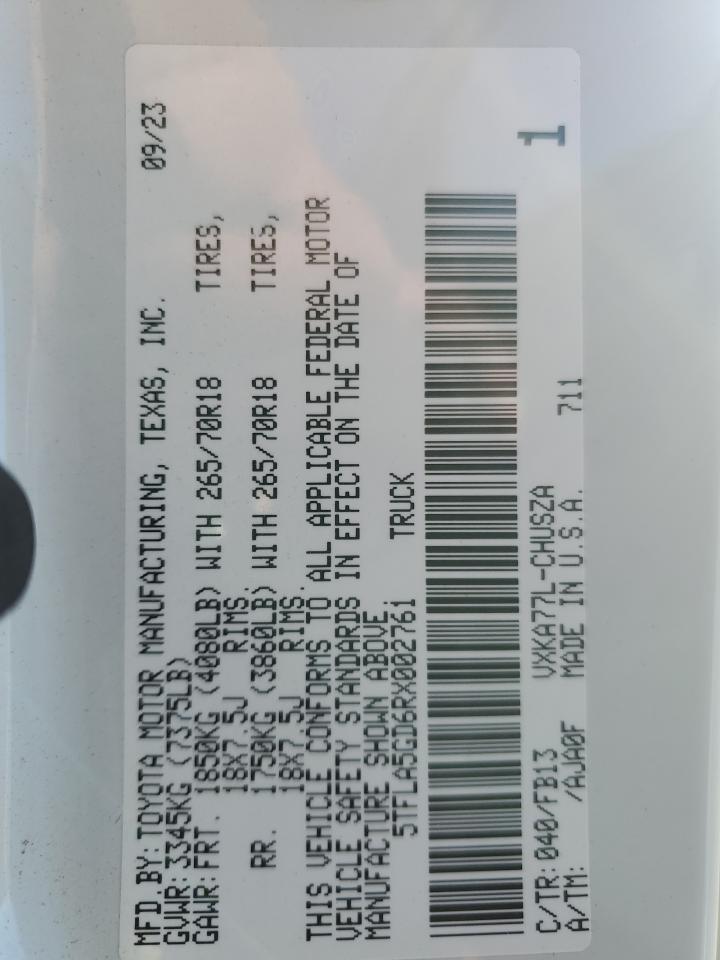 MFD.BY: TOYOTA MOTOR MANUFACTURING, TEXAS, INC. 09/23
GVWR: 3345KG (7375LB)
GAWR: FRT. 1850KG (4080LB) WITH 265/70R18 TIRES,
18X7.5J RIMS.
RR. 1750KG (3860LB) WITH 265/70R18 TIRES,
18X7.5J RIMS.
THIS VEHICLE CONFORMS TO ALL APPLICABLE FEDERAL MOTOR
VEHICLE SAFETY STANDARDS IN EFFECT ON THE DATE OF
MANUFACTURE SHOWN ABOVE.
5TFLA5GD6RX002761 TRUCK
1
C/TR: 040/FB13 VXKA77L-CHUSZA
A/TM: /AJA0F MADE IN U.S.A. 711